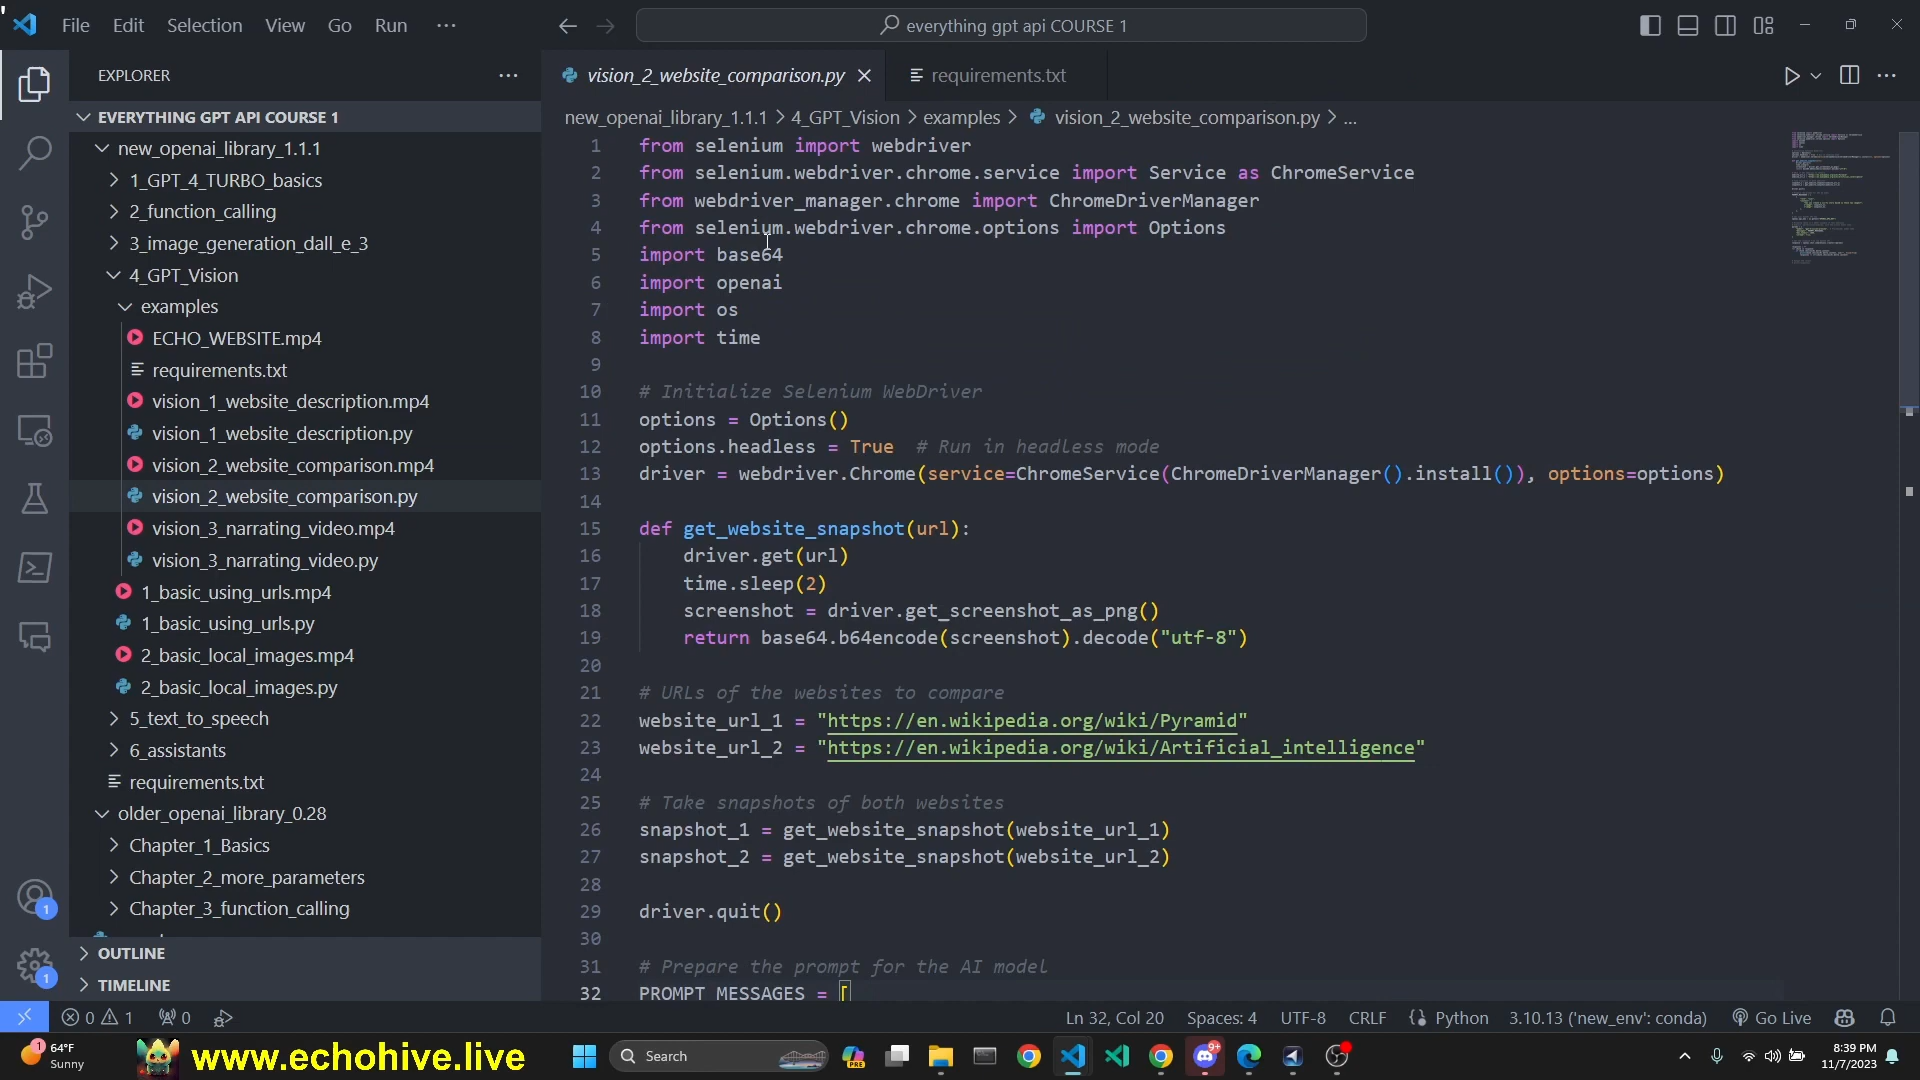 File Edit Selection View Go Run ···
everything gpt api COURSE 1
EXPLORER
vision_2_website_comparison.py
requirements.txt
EVERYTHING GPT API COURSE 1
new_openai_library_1.1.1
1_GPT_4_TURBO_basics
2_function_calling
3_image_generation_dall_e_3
4_GPT_Vision
examples
ECHO_WEBSITE.mp4
requirements.txt
vision_1_website_description.mp4
vision_1_website_description.py
vision_2_website_comparison.mp4
vision_2_website_comparison.py
vision_3_narrating_video.mp4
vision_3_narrating_video.py
1_basic_using_urls.mp4
1_basic_using_urls.py
2_basic_local_images.mp4
2_basic_local_images.py
5_text_to_speech
6_assistants
requirements.txt
older_openai_library_0.28
Chapter_1_Basics
Chapter_2_more_parameters
Chapter_3_function_calling
OUTLINE
TIMELINE
new_openai_library_1.1.1 > 4_GPT_Vision > examples > vision_2_website_comparison.py > ...
1 from selenium import webdriver
2 from selenium.webdriver.chrome.service import Service as ChromeService
3 from webdriver_manager.chrome import ChromeDriverManager
4 from selenium.webdriver.chrome.options import Options
5 import base64
6 import openai
7 import os
8 import time
9
10 # Initialize Selenium WebDriver
11 options = Options()
12 options.headless = True  # Run in headless mode
13 driver = webdriver.Chrome(service=ChromeService(ChromeDriverManager().install()), options=options)
14
15 def get_website_snapshot(url):
16     driver.get(url)
17     time.sleep(2)
18     screenshot = driver.get_screenshot_as_png()
19     return base64.b64encode(screenshot).decode("utf-8")
20
21 # URLs of the websites to compare
22 website_url_1 = "https://en.wikipedia.org/wiki/Pyramid"
23 website_url_2 = "https://en.wikipedia.org/wiki/Artificial_intelligence"
24
25 # Take snapshots of both websites
26 snapshot_1 = get_website_snapshot(website_url_1)
27 snapshot_2 = get_website_snapshot(website_url_2)
28
29 driver.quit()
30
31 # Prepare the prompt for the AI model
32 PROMPT_MESSAGES = [
1
1
0 1 0 Ln 32, Col 20 Spaces: 4 UTF-8 CRLF Python 3.10.13 ('new_env': conda) Go Live
1 64°F
Sunny
www.echohive.live
Search
PRE
9+
8:39 PM
11/7/2023